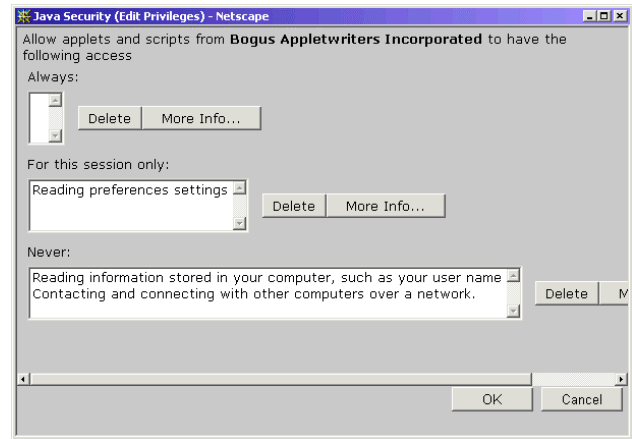 Java Security (Edit Privileges) - Netscape
Allow applets and scripts from Bogus Appletwriters Incorporated to have the
following access
Always:
Delete More Info...
For this session only:
Reading preferences settings
Delete More Info...
Never:
Reading information stored in your computer, such as your user name
Contacting and connecting with other computers over a network.
Delete M
OK Cancel